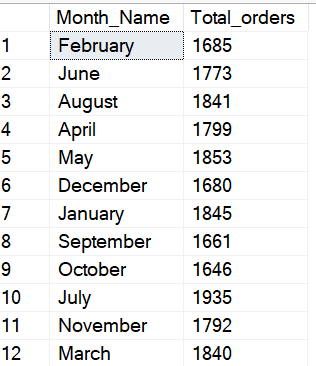 Month_Name Total_orders
1 February 1685
2 June 1773
3 August 1841
4 April 1799
5 May 1853
6 December 1680
7 January 1845
8 September 1661
9 October 1646
10 July 1935
11 November 1792
12 March 1840